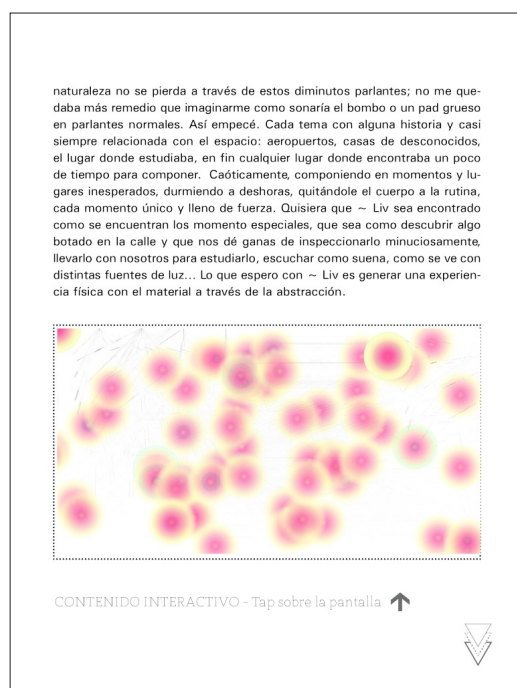 naturaleza no se pierda a través de estos diminutos parlantes; no me que-
daba más remedio que imaginarme como sonaría el bombo o un pad grueso
en parlantes normales. Así empecé. Cada tema con alguna historia y casi
siempre relacionada con el espacio: aeropuertos, casas de desconocidos,
el lugar donde estudiaba, en fin cualquier lugar donde encontraba un poco
de tiempo para componer. Caóticamente, componiendo en momentos y lu-
gares inesperados, durmiendo a deshoras, quitándole el cuerpo a la rutina,
cada momento único y lleno de fuerza. Quisiera que ~ Liv sea encontrado
como se encuentran los momento especiales, que sea como descubrir algo
botado en la calle y que nos dé ganas de inspeccionarlo minuciosamente,
llevarlo con nosotros para estudiarlo, escuchar como suena, como se ve con
distintas fuentes de luz... Lo que espero con ~ Liv es generar una experien-
cia física con el material a través de la abstracción.
CONTENIDO INTERACTIVO - Tap sobre la pantalla